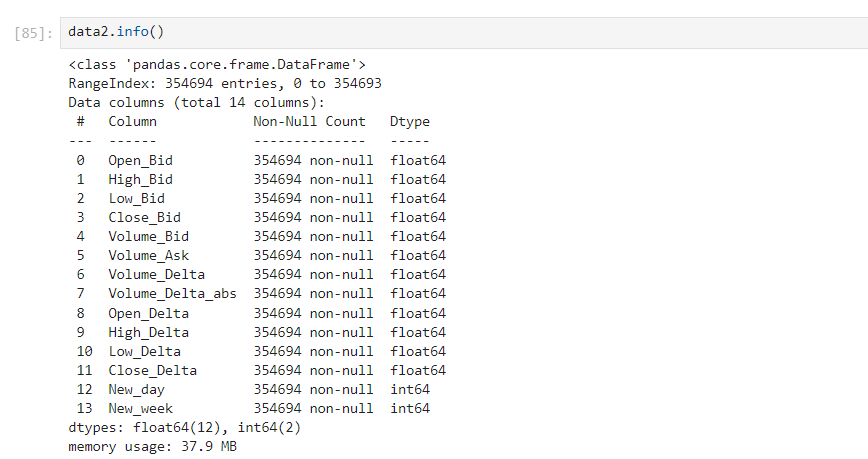 [85]: data2.info()
<class 'pandas.core.frame.DataFrame'>
RangeIndex: 354694 entries, 0 to 354693
Data columns (total 14 columns):
 #   Column            Non-Null Count   Dtype
---  ------            --------------   -----
 0   Open_Bid          354694 non-null  float64
 1   High_Bid          354694 non-null  float64
 2   Low_Bid           354694 non-null  float64
 3   Close_Bid         354694 non-null  float64
 4   Volume_Bid        354694 non-null  float64
 5   Volume_Ask        354694 non-null  float64
 6   Volume_Delta      354694 non-null  float64
 7   Volume_Delta_abs  354694 non-null  float64
 8   Open_Delta        354694 non-null  float64
 9   High_Delta        354694 non-null  float64
 10  Low_Delta         354694 non-null  float64
 11  Close_Delta       354694 non-null  float64
 12  New_day           354694 non-null  int64
 13  New_week          354694 non-null  int64
dtypes: float64(12), int64(2)
memory usage: 37.9 MB